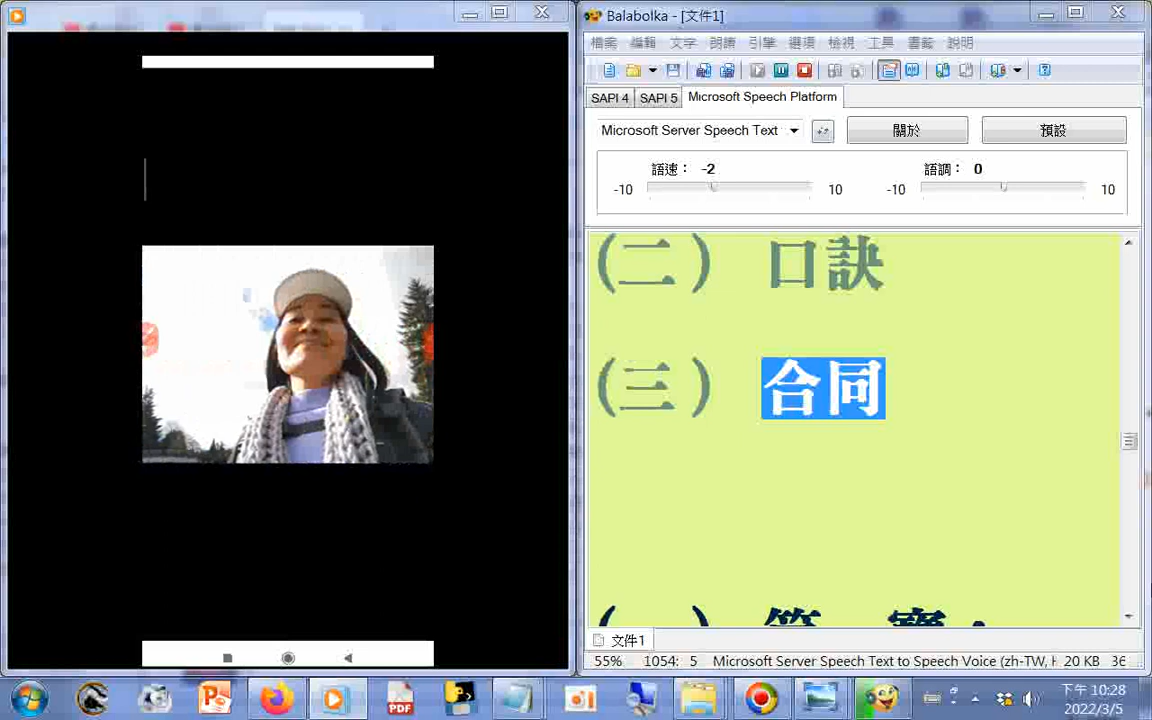 Balabolka - [文件1]
檔案 編輯 文字 朗讀 引擎 選項 檢視 工具 書籤 說明
SAPI 4 SAPI 5 Microsoft Speech Platform
Microsoft Server Speech Text 關於 預設
語速： -2 語調： 0
-10 10 -10 10
(二) 口訣
(三) 合同
文件1
55% 1054: 5 Microsoft Server Speech Text to Speech Voice (zh-TW, 20 KB 36
PDF
下午 10:28
2022/3/5